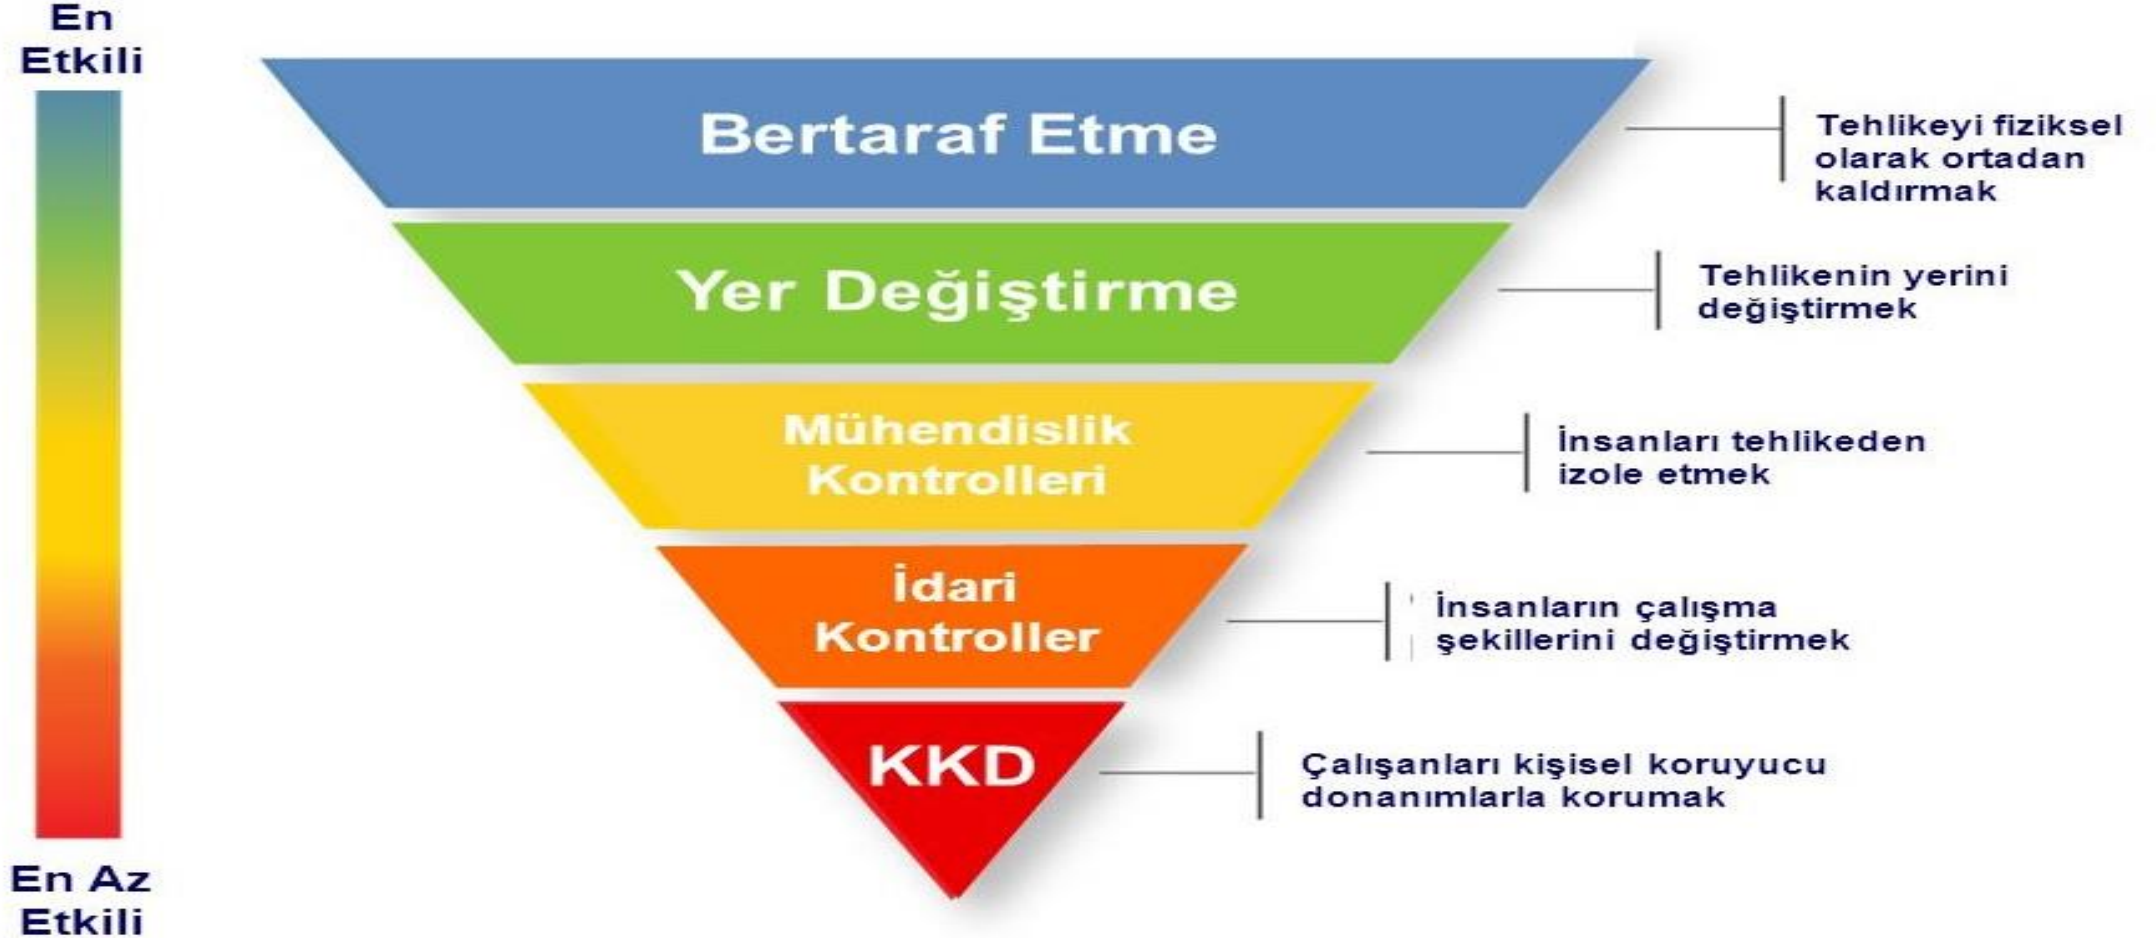 En
Etkili
Bertaraf Etme
Tehlikeyi fiziksel
olarak ortadan
kaldırmak
Yer Değiştirme
Tehlikenin yerini
değiştirmek
Mühendislik
Kontrolleri
İnsanları tehlikeden
izole etmek
İdari
Kontroller
İnsanların çalışma
şekillerini değiştirmek
KKD
Çalışanları kişisel koruyucu
donanımlarla korumak
En Az
Etkili